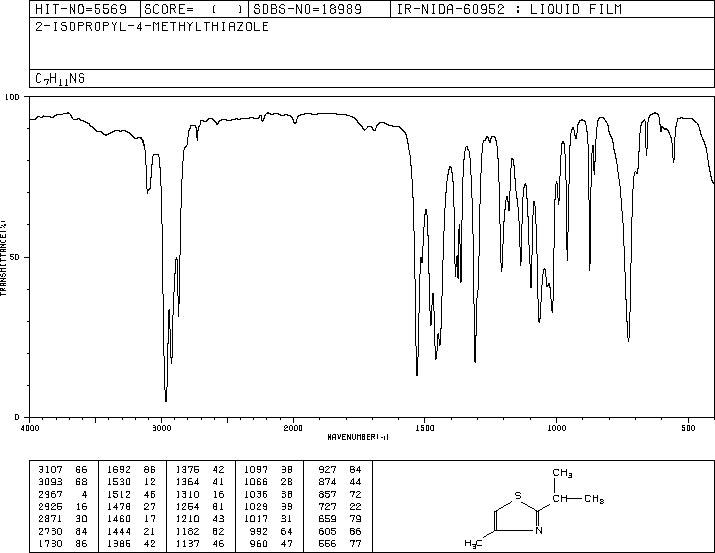 HIT-NO=5569 SCORE= ( ) SDBS-NO=18989 IR-NIDA-60952 : LIQUID FILM
2-ISOPROPYL-4-METHYLTHIAZOLE
C7H11NS
100
50
0
TRANSMITTANCE(%)
4000 3000 2000 1500 1000 500
WAVENUMBER(-1)
3107 66 1692 86 1376 42 1097 38 927 84
3093 68 1530 12 1364 41 1066 28 874 44
2967 4 1512 46 1310 16 1036 38 857 72
2926 16 1478 27 1254 81 1029 39 727 22
2871 30 1460 17 1210 43 1017 31 659 79
2730 84 1444 21 1182 62 992 64 605 86
1730 86 1386 42 1137 46 960 47 556 77
CH3
S
CH CH3
N
H3C